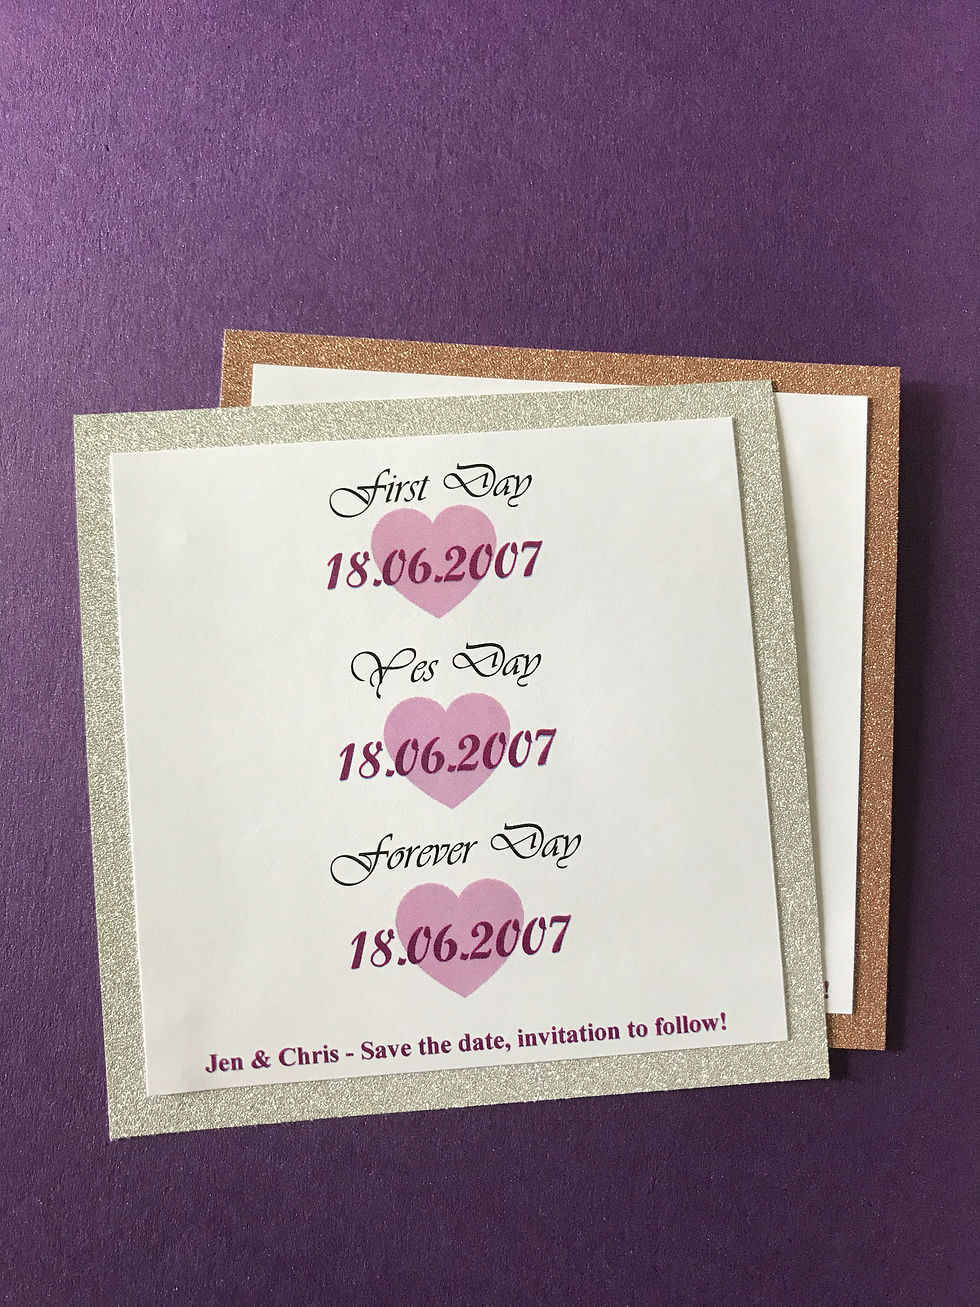 First Day
18.06.2007
Yes Day
18.06.2007
Forever Day
18.06.2007
Jen & Chris - Save the date, invitation to follow!
!